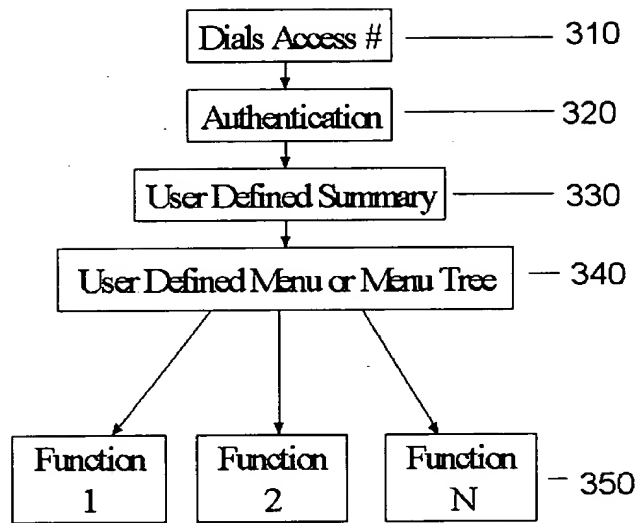 Dials Access # 310
Authentication 320
User Defined Summary 330
User Defined Menu or Menu Tree 340
Function Function Function
1 2 N 350